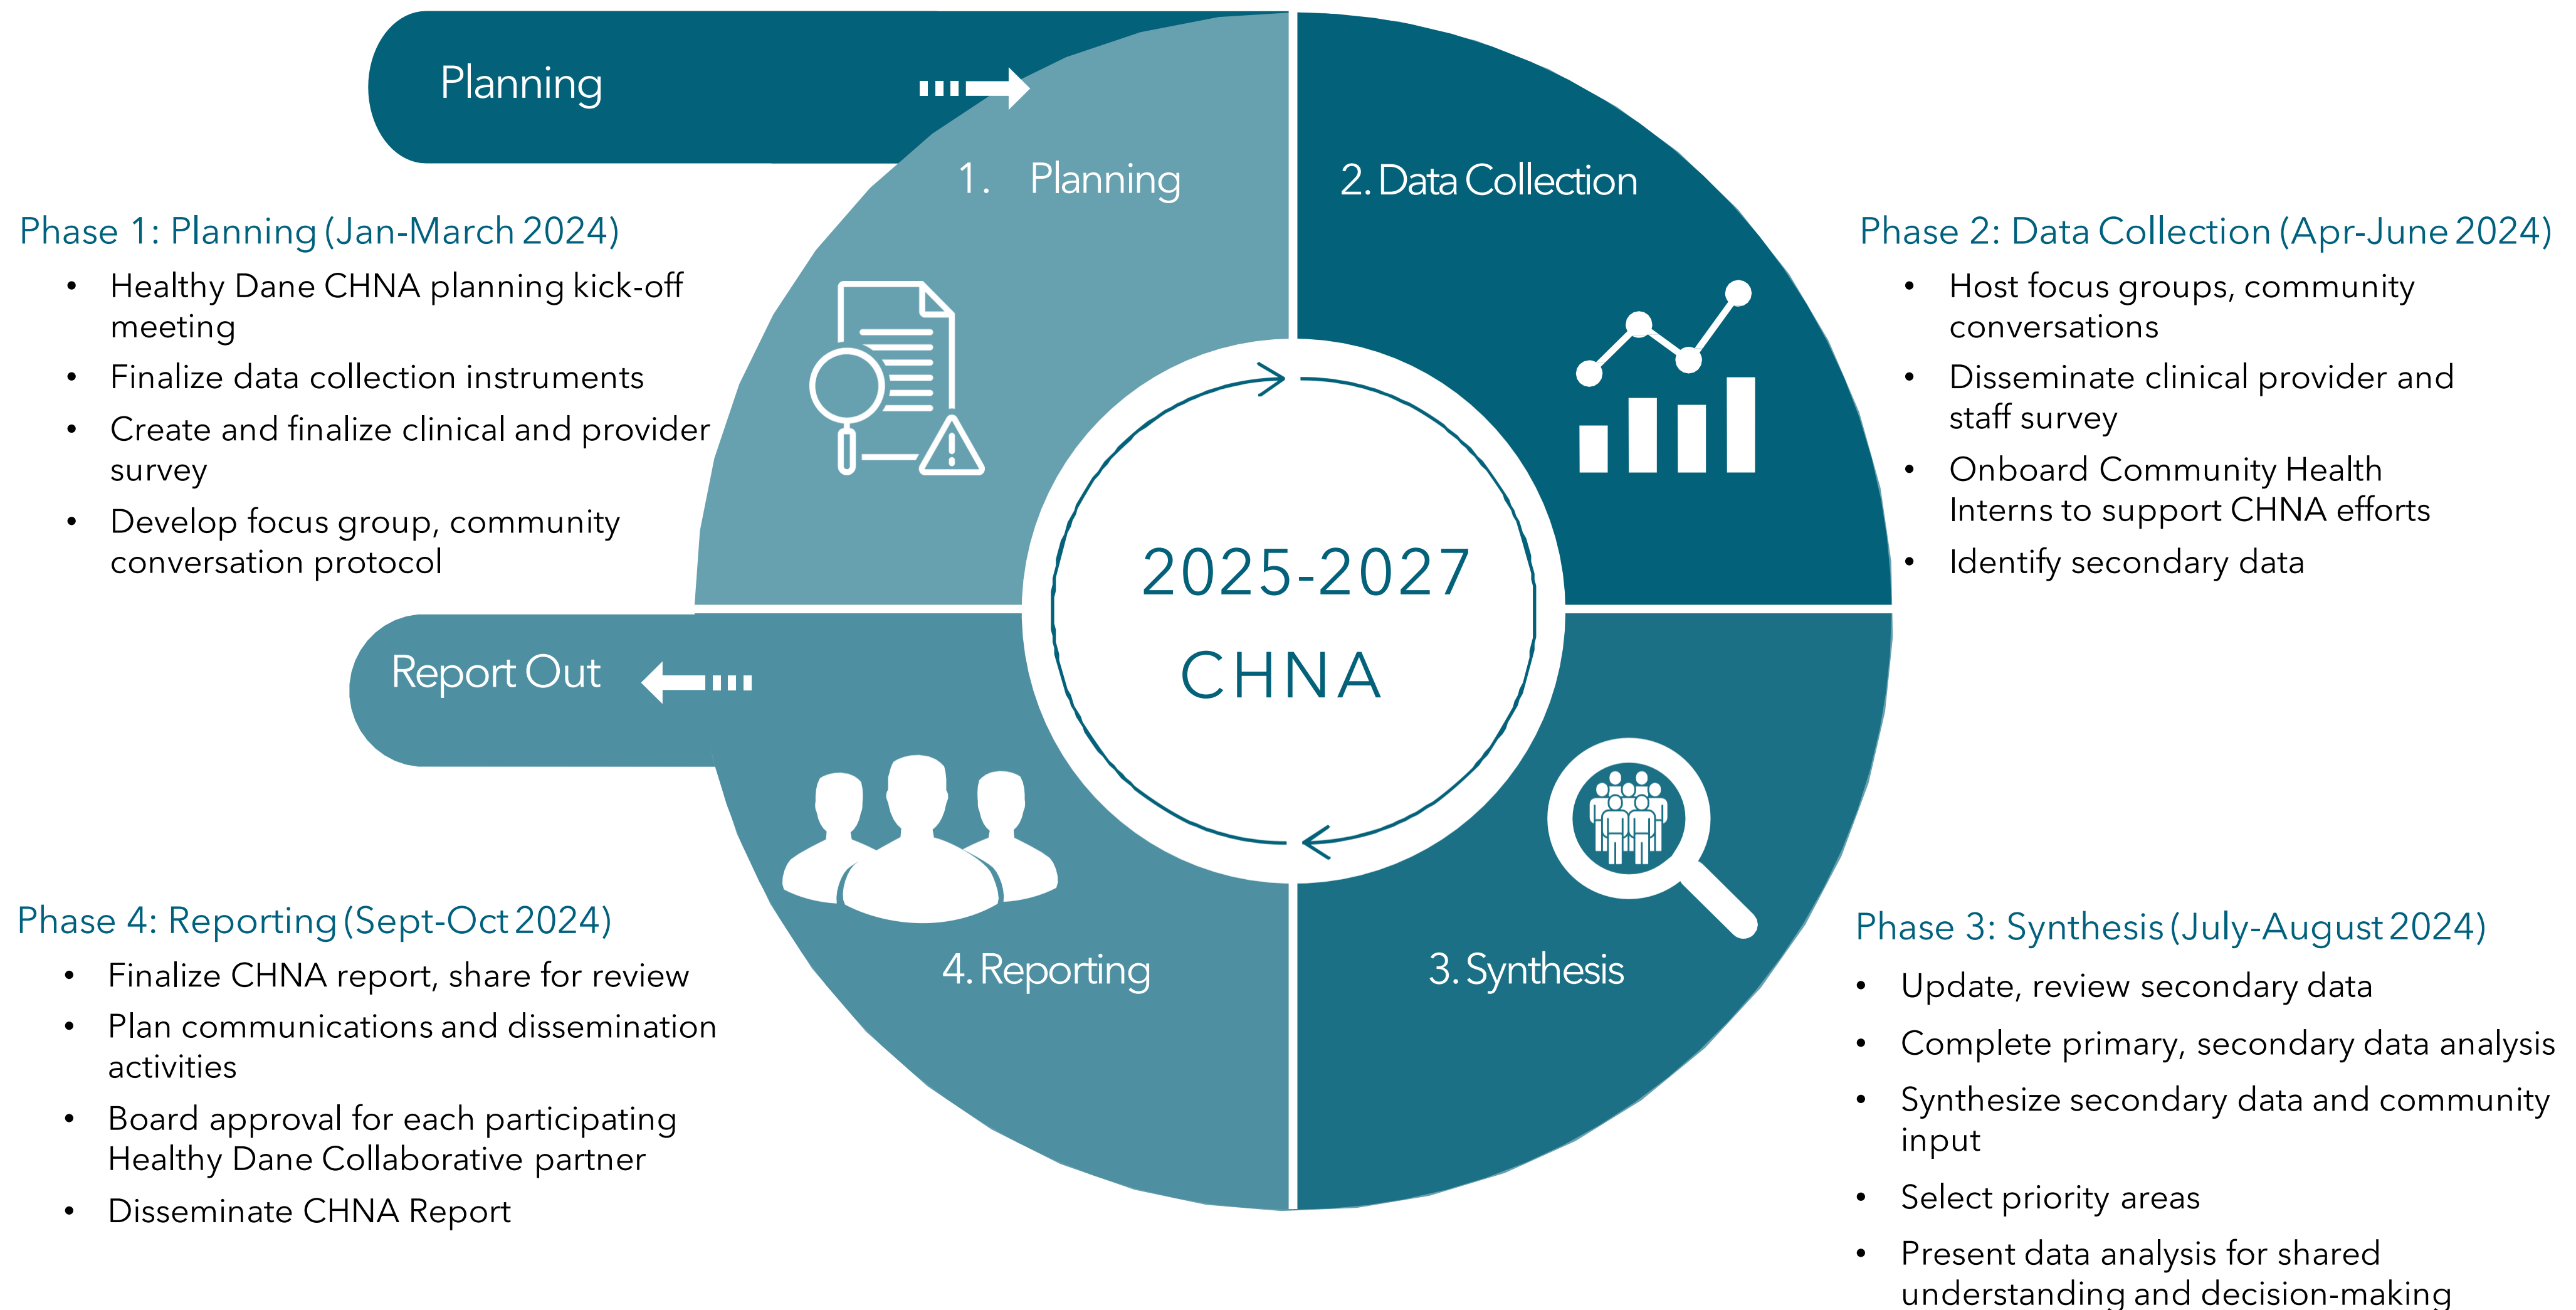 Planning
1. Planning
2. Data Collection
Phase 1: Planning (Jan-March 2024)
• Healthy Dane CHNA planning kick-off
meeting
• Finalize data collection instruments
• Create and finalize clinical and provider
survey
• Develop focus group, community
conversation protocol
Phase 2: Data Collection (Apr-June 2024)
• Host focus groups, community
conversations
• Disseminate clinical provider and
staff survey
• Onboard Community Health
Interns to support CHNA efforts
• Identify secondary data
2025-2027
CHNA
Report Out
4. Reporting
3. Synthesis
Phase 4: Reporting (Sept-Oct 2024)
• Finalize CHNA report, share for review
• Plan communications and dissemination
activities
• Board approval for each participating
Healthy Dane Collaborative partner
• Disseminate CHNA Report
Phase 3: Synthesis (July-August 2024)
• Update, review secondary data
• Complete primary, secondary data analysis
• Synthesize secondary data and community
input
• Select priority areas
• Present data analysis for shared
understanding and decision-making